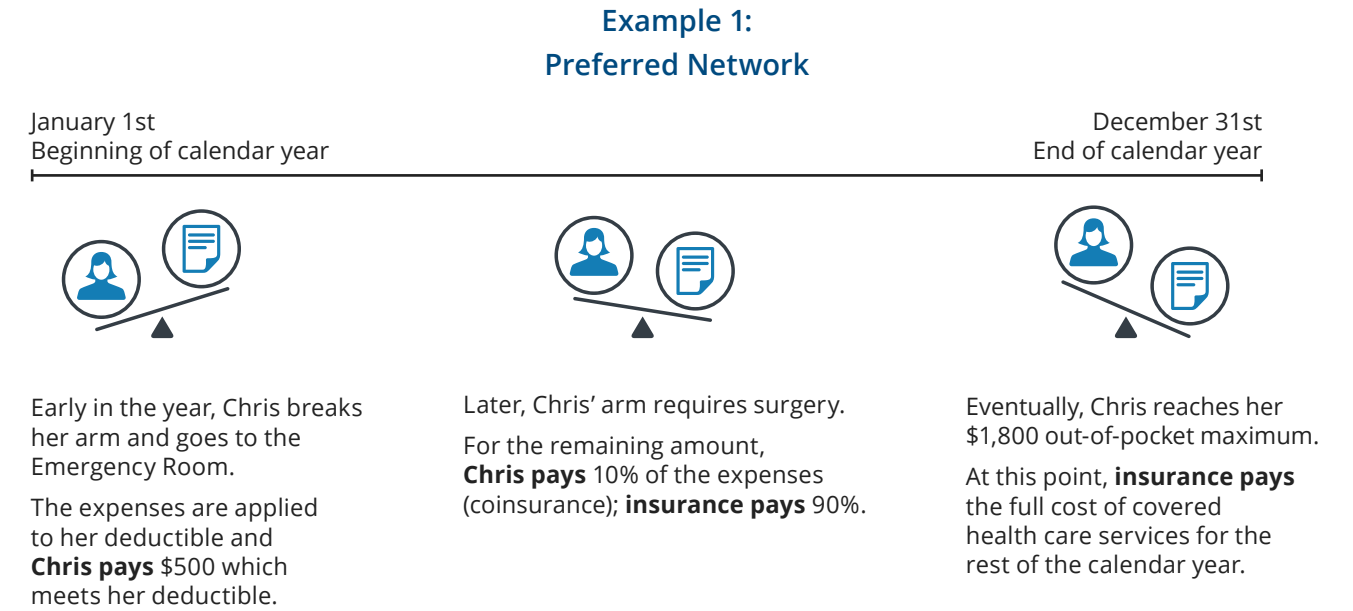 Example 1:
Preferred Network
January 1st
Beginning of calendar year
December 31st
End of calendar year
Early in the year, Chris breaks
her arm and goes to the
Emergency Room.
The expenses are applied
to her deductible and
Chris pays $500 which
meets her deductible.
Later, Chris’ arm requires surgery.
For the remaining amount,
Chris pays 10% of the expenses
(coinsurance); insurance pays 90%.
Eventually, Chris reaches her
$1,800 out-of-pocket maximum.
At this point, insurance pays
the full cost of covered
health care services for the
rest of the calendar year.